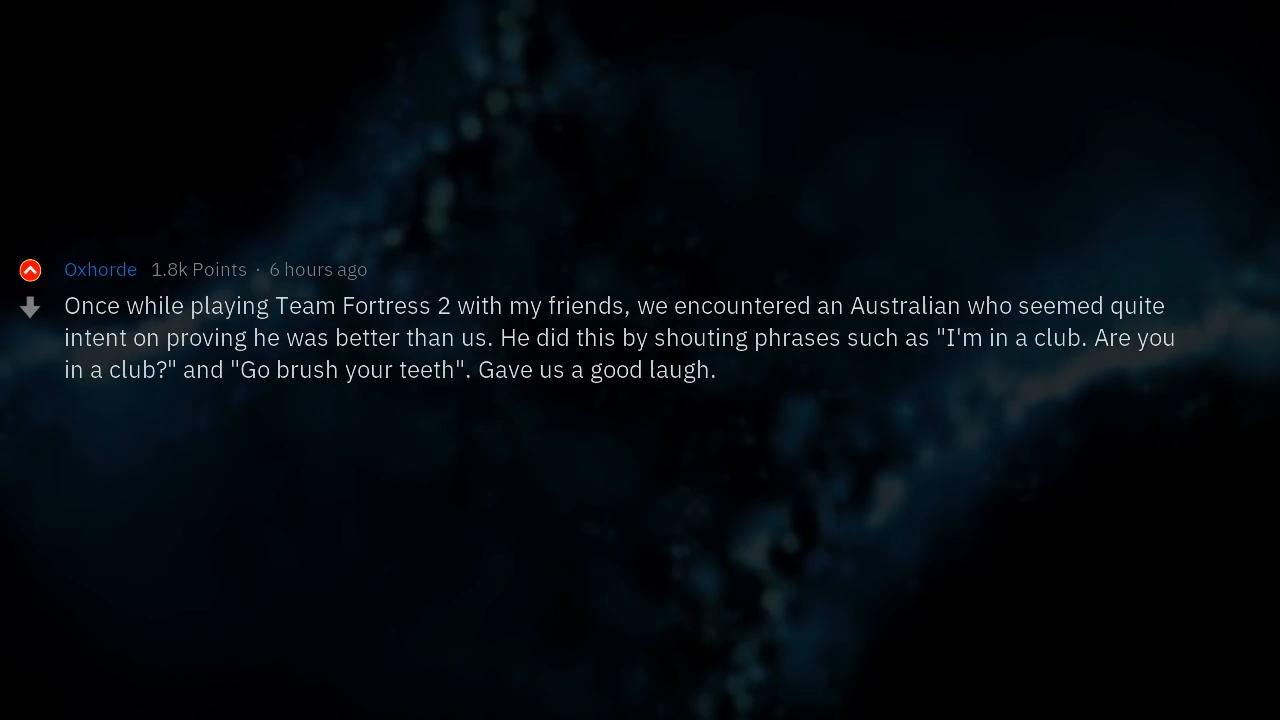 Oxhorde 1.8k Points · 6 hours ago
Once while playing Team Fortress 2 with my friends, we encountered an Australian who seemed quite
intent on proving he was better than us. He did this by shouting phrases such as "I'm in a club. Are you
in a club?" and "Go brush your teeth". Gave us a good laugh.